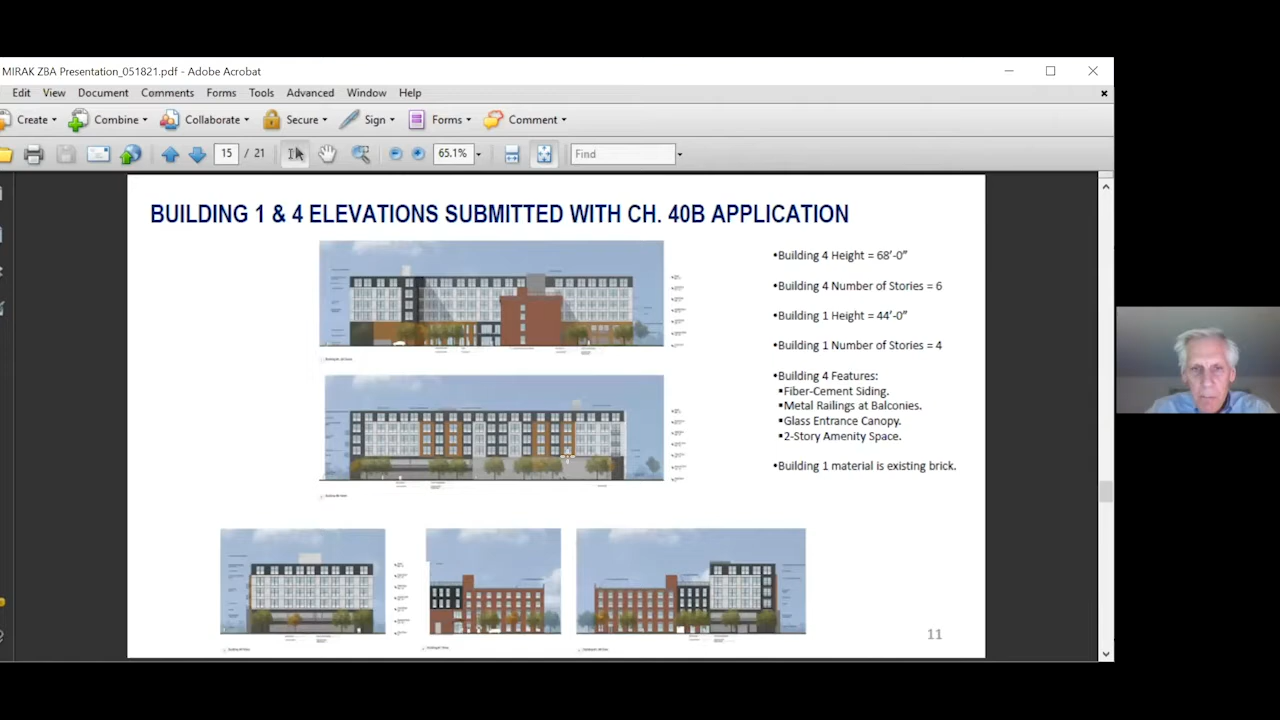 MIRAK ZBA Presentation_051821.pdf - Adobe Acrobat
Edit View Document Comments Forms Tools Advanced Window Help
Create Combine Collaborate Secure Sign Forms Comment
15 / 21 65.1% Find
BUILDING 1 & 4 ELEVATIONS SUBMITTED WITH CH. 40B APPLICATION
•Building 4 Height = 68’-0”
•Building 4 Number of Stories = 6
•Building 1 Height = 44’-0”
•Building 1 Number of Stories = 4
•Building 4 Features:
▪Fiber-Cement Siding.
▪Metal Railings at Balconies.
▪Glass Entrance Canopy.
▪2-Story Amenity Space.
•Building 1 material is existing brick.
11